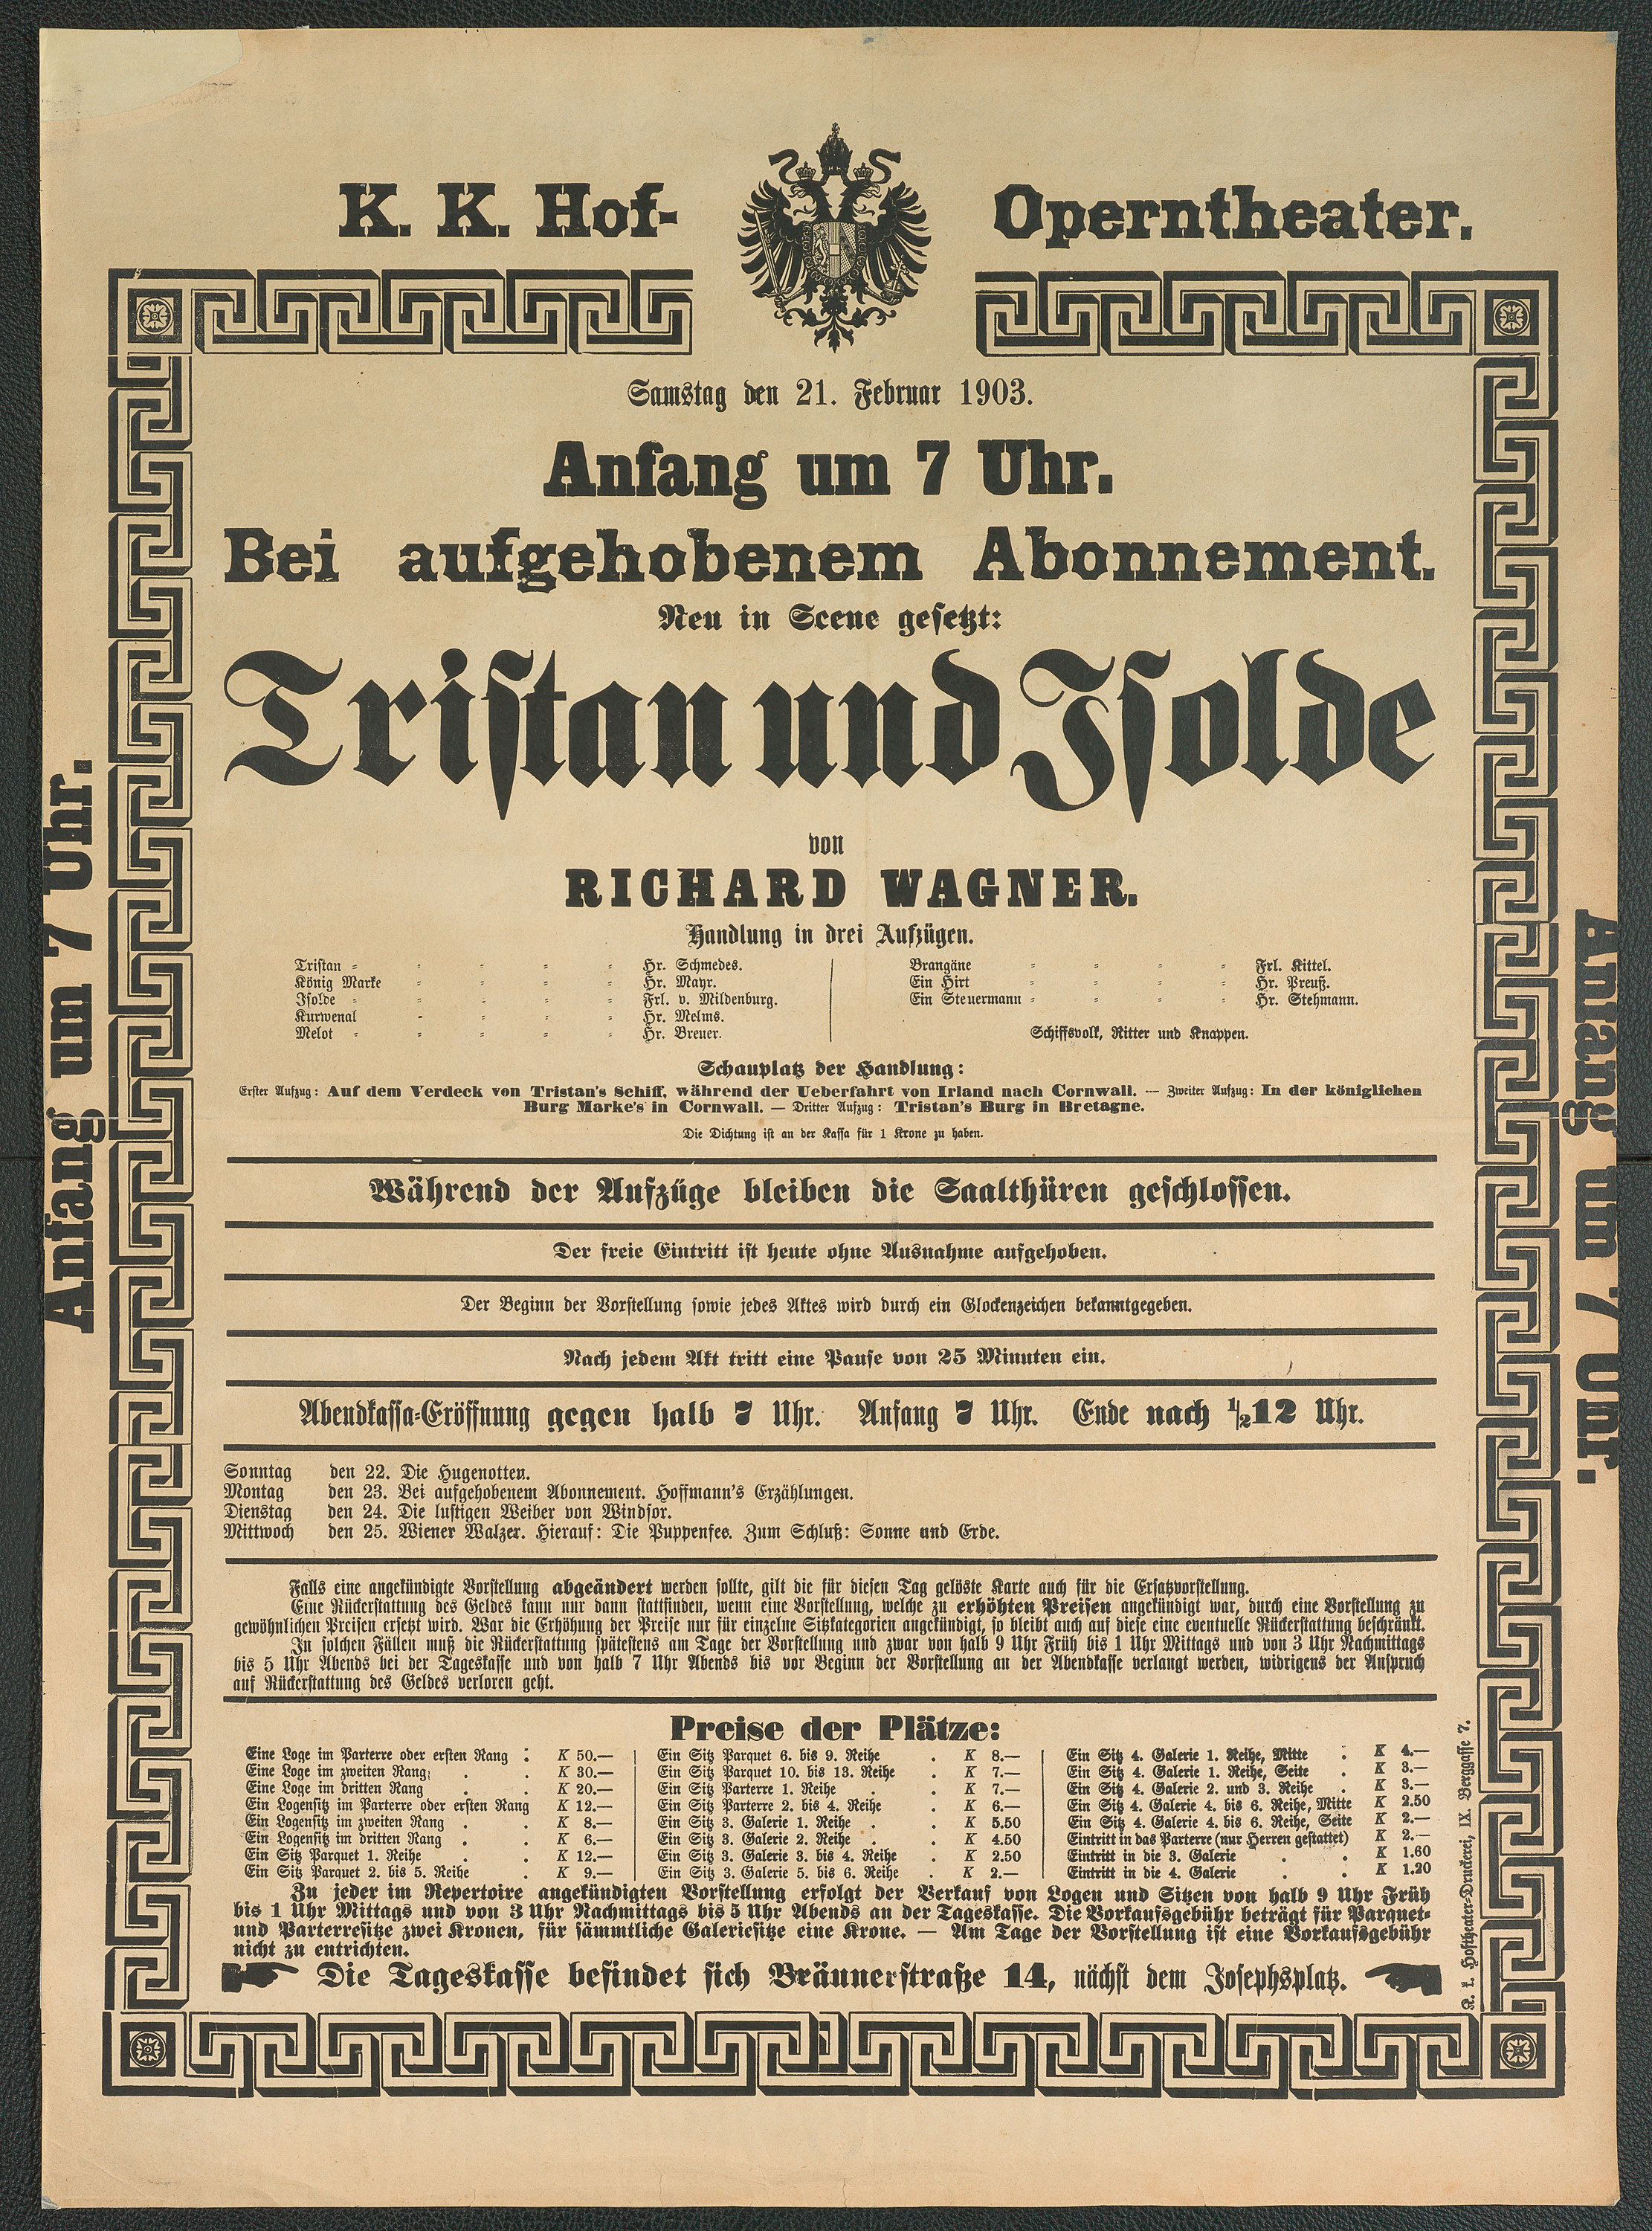 K. K. Hof- Operntheater.
Samstag den 21. Februar 1903.
Anfang um 7 Uhr.
Bei aufgehobenem Abonnement.
Neu in Scene gesetzt:
Tristan und Isolde
von
RICHARD WAGNER.
Handlung in drei Aufzügen.
Tristan - - - - - Hr. Schmedes.
König Marke - - - - Hr. Mayr.
Isolde - - - - - Frl. v. Mildenburg.
Kurwenal - - - - Hr. Melms.
Melot - - - - - Hr. Breuer.
Brangäne - - - - Frl. Kittel.
Ein Hirt - - - - Hr. Preuß.
Ein Steuermann - - - - Hr. Stehmann.
Schiffsvolk, Ritter und Knappen.
Schauplatz der Handlung:
Erster Aufzug: Auf dem Verdeck von Tristan's Schiff, während der Ueberfahrt von Irland nach Cornwall. — Zweiter Aufzug: In der königlichen
Burg Marke's in Cornwall. — Dritter Aufzug: Tristan's Burg in Bretagne.
Die Dichtung ist an der Kassa für 1 Krone zu haben.
Während der Aufzüge bleiben die Saalthüren geschlossen.
Der freie Eintritt ist heute ohne Ausnahme aufgehoben.
Der Beginn der Vorstellung sowie jedes Aktes wird durch ein Glockenzeichen bekanntgegeben.
Nach jedem Akt tritt eine Pause von 25 Minuten ein.
Abendkassa-Eröffnung gegen halb 7 Uhr. Anfang 7 Uhr. Ende nach ½12 Uhr.
Sonntag den 22. Die Hugenotten.
Montag den 23. Bei aufgehobenem Abonnement. Hoffmann's Erzählungen.
Dienstag den 24. Die lustigen Weiber von Windsor.
Mittwoch den 25. Wiener Walzer. Hierauf: Die Puppenfee. Zum Schluß: Sonne und Erde.
Falls eine angekündigte Vorstellung abgeändert werden sollte, gilt die für diesen Tag gelöste Karte auch für die Ersatzvorstellung.
Eine Rückerstattung des Geldes kann nur dann stattfinden, wenn eine Vorstellung, welche zu erhöhten Preisen angekündigt war, durch eine Vorstellung zu
gewöhnlichen Preisen ersetzt wird. War die Erhöhung der Preise nur für einzelne Sitzkategorien angekündigt, so bleibt auch auf diese eine eventuelle Rückerstattung beschränkt.
In solchen Fällen muß die Rückerstattung spätestens am Tage der Vorstellung und zwar von halb 9 Uhr Früh bis 1 Uhr Mittags und von 3 Uhr Nachmittags
bis 5 Uhr Abends bei der Tageskasse und von halb 7 Uhr Abends bis vor Beginn der Vorstellung an der Abendkasse verlangt werden, widrigens der Anspruch
auf Rückerstattung des Geldes verloren geht.
Preise der Plätze:
Eine Loge im Parterre oder ersten Rang . K 50.—
Eine Loge im zweiten Rang . . K 30.—
Eine Loge im dritten Rang . . K 20.—
Ein Logensitz im Parterre oder ersten Rang K 12.—
Ein Logensitz im zweiten Rang . . K 8.—
Ein Logensitz im dritten Rang . . K 6.—
Ein Sitz Parquet 1. Reihe . . K 12.—
Ein Sitz Parquet 2. bis 5. Reihe . K 9.—
Ein Sitz Parquet 6. bis 9. Reihe . K 8.—
Ein Sitz Parquet 10. bis 13. Reihe . K 7.—
Ein Sitz Parterre 1. Reihe . . K 7.—
Ein Sitz Parterre 2. bis 4. Reihe . K 6.—
Ein Sitz 3. Galerie 1. Reihe . . K 5.50
Ein Sitz 3. Galerie 2. Reihe . . K 4.50
Ein Sitz 3. Galerie 3. bis 4. Reihe . K 2.50
Ein Sitz 3. Galerie 5. bis 6. Reihe . K 2.—
Ein Sitz 4. Galerie 1. Reihe, Mitte . K 4.—
Ein Sitz 4. Galerie 1. Reihe, Seite . K 3.—
Ein Sitz 4. Galerie 2. und 3. Reihe . K 3.—
Ein Sitz 4. Galerie 4. bis 6. Reihe, Mitte K 2.50
Ein Sitz 4. Galerie 4. bis 6. Reihe, Seite K 2.—
Eintritt in das Parterre (nur Herren gestattet) K 2.—
Eintritt in die 3. Galerie . . K 1.60
Eintritt in die 4. Galerie . . K 1.20
Zu jeder im Repertoire angekündigten Vorstellung erfolgt der Verkauf von Logen und Sitzen von halb 9 Uhr Früh
bis 1 Uhr Mittags und von 3 Uhr Nachmittags bis 5 Uhr Abends an der Tageskasse. Die Vorkaufsgebühr beträgt für Parquet-
und Parterresitze zwei Kronen, für sämmtliche Galeriesitze eine Krone. — Am Tage der Vorstellung ist eine Vorkaufsgebühr
nicht zu entrichten.
Die Tageskasse befindet sich Bräunerstraße 14, nächst dem Josephsplatz.
K. k. Hoftheater-Druckerei, IX. Berggasse 7.
Anfang um 7 Uhr.
Anfang um 7 Uhr.